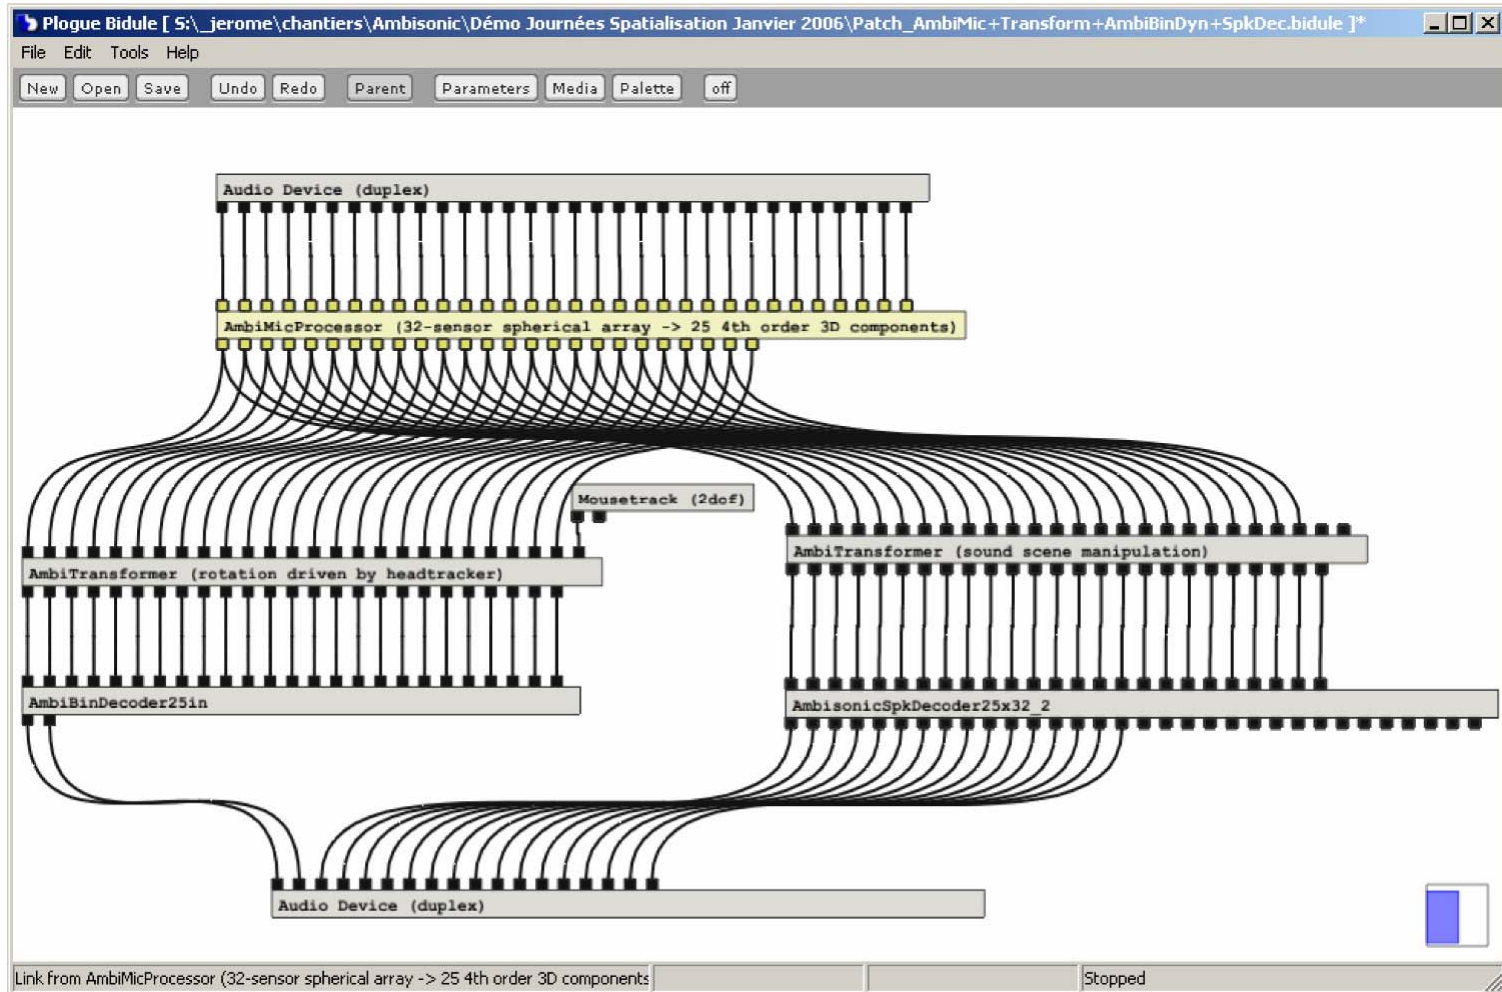 Plogue Bidule [ S:\_jerome\chantiers\Ambisonic\Démo Journées Spatialisation Janvier 2006\Patch_AmbiMic+Transform+AmbiBinDyn+SpkDec.bidule ]*
File Edit Tools Help
New Open Save Undo Redo Parent Parameters Media Palette off
Audio Device (duplex)
AmbiMicProcessor (32-sensor spherical array -> 25 4th order 3D components)
Mousetrack (2dof)
AmbiTransformer (sound scene manipulation)
AmbiTransformer (rotation driven by headtracker)
AmbiBinDecoder25in
AmbisonicSpkDecoder25x32_2
Audio Device (duplex)
Link from AmbiMicProcessor (32-sensor spherical array -> 25 4th order 3D components Stopped